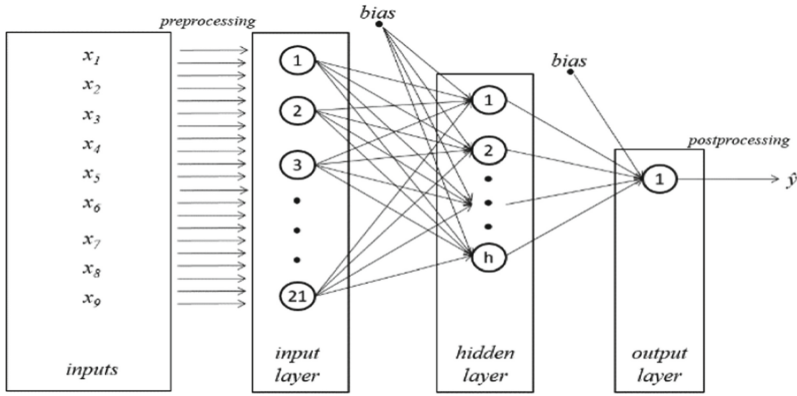 preprocessing
bias
bias
postprocessing
x1
x2
x3
x4
x5
x6
x7
x8
x9
inputs
1
2
3
21
input
layer
1
2
h
hidden
layer
1
output
layer
ŷ